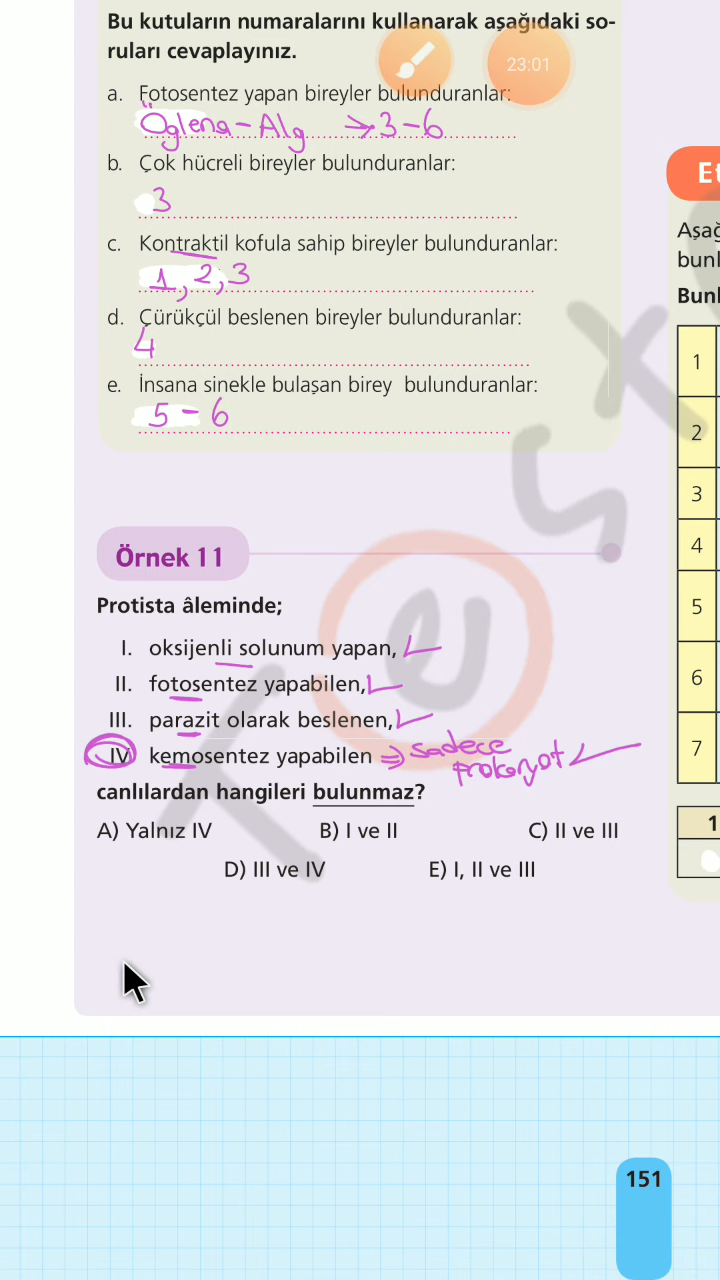 Bu kutuların numaralarını kullanarak aşağıdaki so-
ruları cevaplayınız.
23:01
a. Fotosentez yapan bireyler bulunduranlar:
Öglena-Alg → 3-6
b. Çok hücreli bireyler bulunduranlar:
3
c. Kontraktil kofula sahip bireyler bulunduranlar:
1, 2, 3
d. Çürükçül beslenen bireyler bulunduranlar:
4
e. İnsana sinekle bulaşan birey bulunduranlar:
5 - 6
Örnek 11
Protista âleminde;
I. oksijenli solunum yapan,
II. fotosentez yapabilen,
III. parazit olarak beslenen,
IV. kemosentez yapabilen ⇒ sadece
prokaryot
canlılardan hangileri bulunmaz?
A) Yalnız IV B) I ve II C) II ve III
D) III ve IV E) I, II ve III
Et
Aşağ
bunl
Bunl
1
2
3
4
5
6
7
1
Tests
151